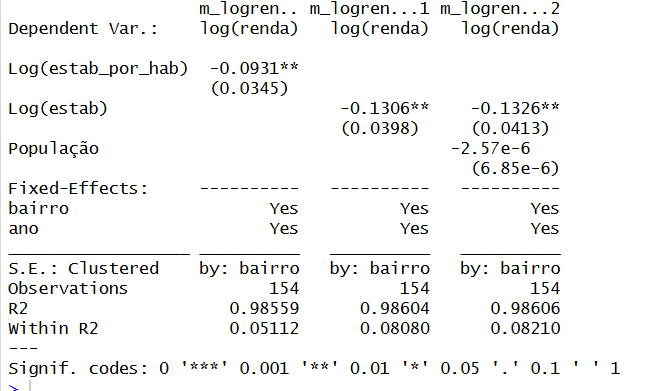 m_logren.. m_logren...1 m_logren...2
Dependent Var.: log(renda) log(renda) log(renda)
Log(estab_por_hab) -0.0931**
(0.0345)
Log(estab) -0.1306** -0.1326**
(0.0398) (0.0413)
População -2.57e-6
(6.85e-6)
Fixed-Effects: ---------- ---------- ----------
bairro Yes Yes Yes
ano Yes Yes Yes
__________________ __________ __________ __________
S.E.: Clustered by: bairro by: bairro by: bairro
Observations 154 154 154
R2 0.98559 0.98604 0.98606
Within R2 0.05112 0.08080 0.08210
---
Signif. codes: 0 '***' 0.001 '**' 0.01 '*' 0.05 '.' 0.1 ' ' 1
>